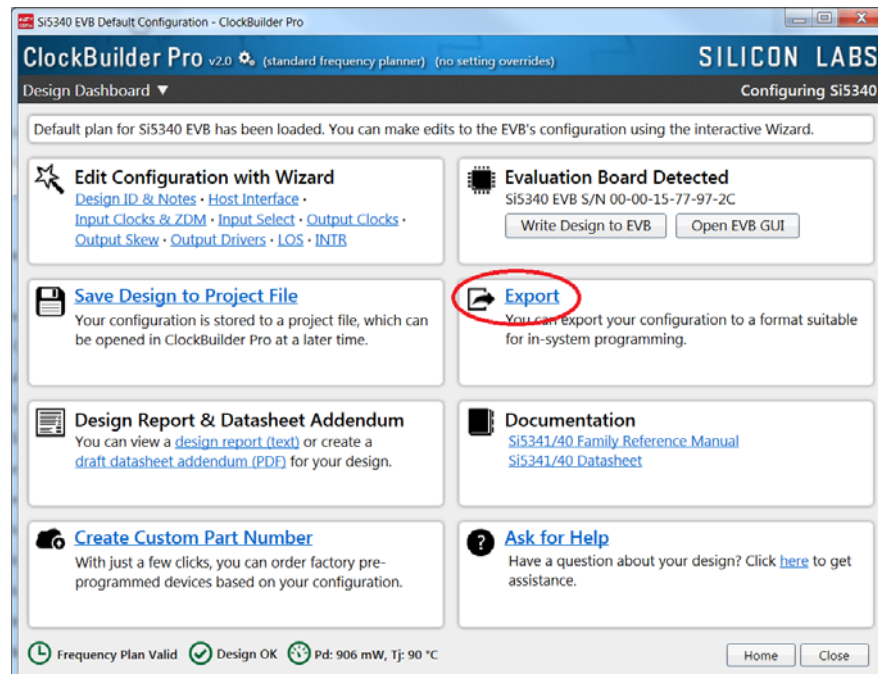 Si5340 EVB Default Configuration - ClockBuilder Pro
ClockBuilder Pro v2.0 (standard frequency planner) (no setting overrides)
SILICON LABS
Design Dashboard ▼
Configuring Si5340
Default plan for Si5340 EVB has been loaded. You can make edits to the EVB's configuration using the interactive Wizard.
Edit Configuration with Wizard
Design ID & Notes · Host Interface ·
Input Clocks & ZDM · Input Select · Output Clocks ·
Output Skew · Output Drivers · LOS · INTR
Evaluation Board Detected
Si5340 EVB S/N 00-00-15-77-97-2C
Write Design to EVB
Open EVB GUI
Save Design to Project File
Your configuration is stored to a project file, which can
be opened in ClockBuilder Pro at a later time.
Export
You can export your configuration to a format suitable
for in-system programming.
Design Report & Datasheet Addendum
You can view a design report (text) or create a
draft datasheet addendum (PDF) for your design.
Documentation
Si5341/40 Family Reference Manual
Si5341/40 Datasheet
Create Custom Part Number
With just a few clicks, you can order factory pre-
programmed devices based on your configuration.
Ask for Help
Have a question about your design? Click here to get
assistance.
Frequency Plan Valid
Design OK
Pd: 906 mW, Tj: 90 °C
Home
Close